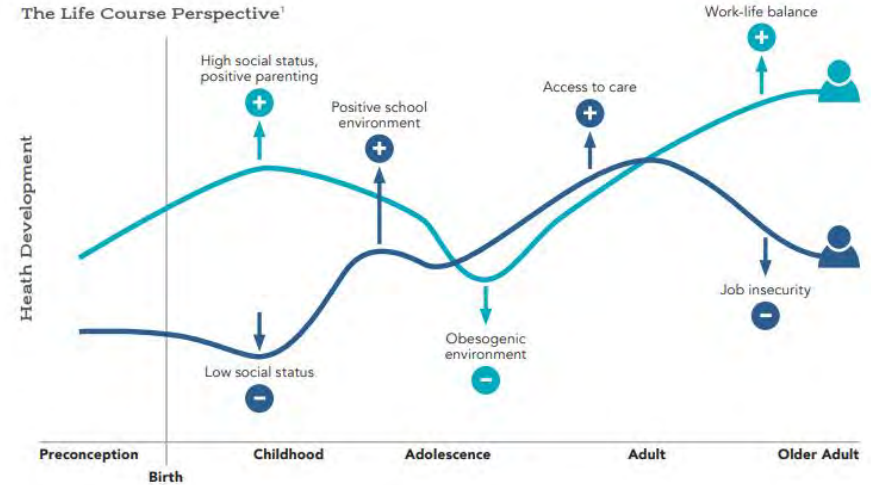 The Life Course Perspective¹
Work-life balance
+
High social status,
positive parenting
+
Positive school
environment
+
Access to care
+
Heath Development
Low social status
−
Obesogenic
environment
−
Job insecurity
−
Preconception
Birth
Childhood
Adolescence
Adult
Older Adult